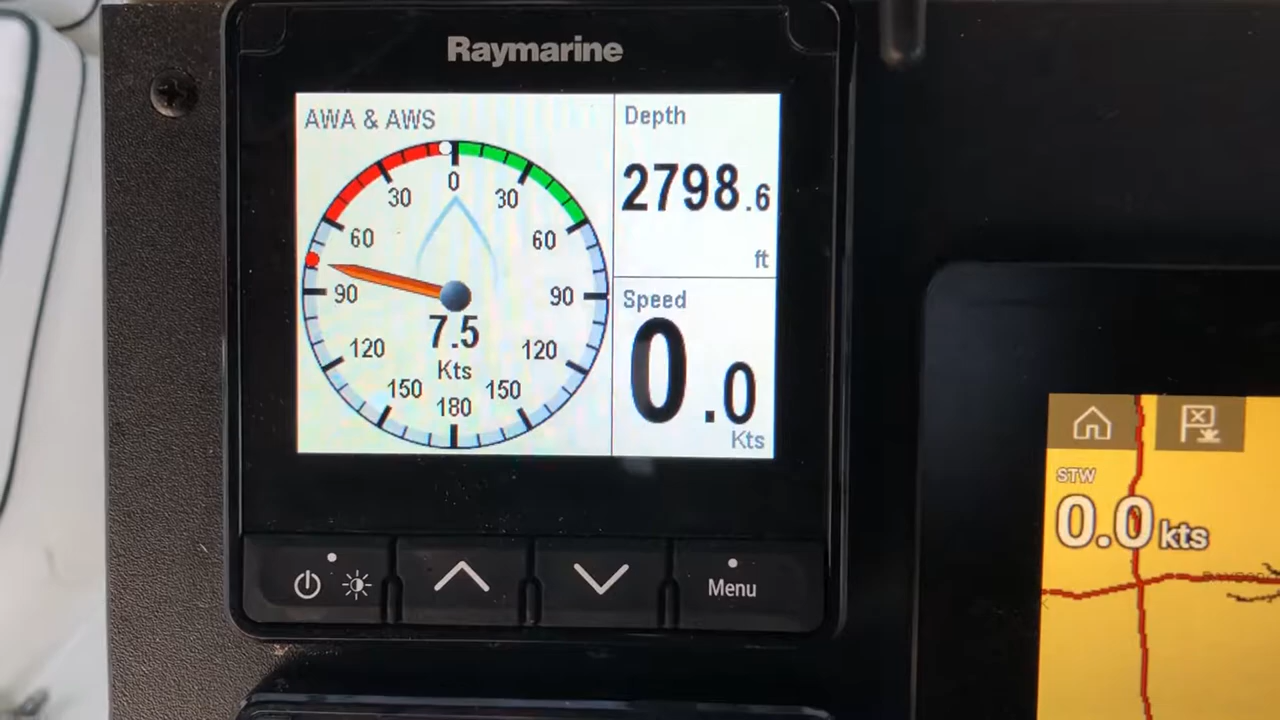 Raymarine
AWA & AWS
0
30
30
60
60
90
90
120
120
150
150
180
7.5
Kts
Depth
2798.6
ft
Speed
0.0
Kts
Menu
STW
0.0 kts